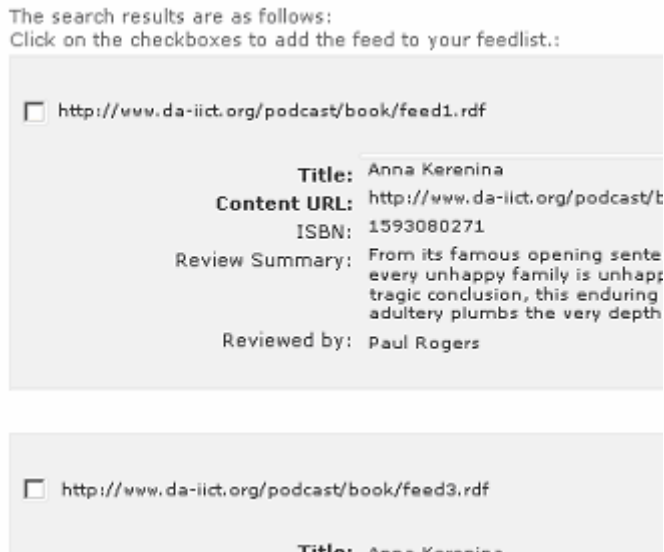 The search results are as follows:
Click on the checkboxes to add the feed to your feedlist.:
http://www.da-iict.org/podcast/book/feed1.rdf
Title: Anna Kerenina
Content URL: http://www.da-iict.org/podcast/b
ISBN: 1593080271
Review Summary: From its famous opening sente
every unhappy family is unhapp
tragic conclusion, this enduring
adultery plumbs the very depth
Reviewed by: Paul Rogers
http://www.da-iict.org/podcast/book/feed3.rdf
Title: Anna Kerenina